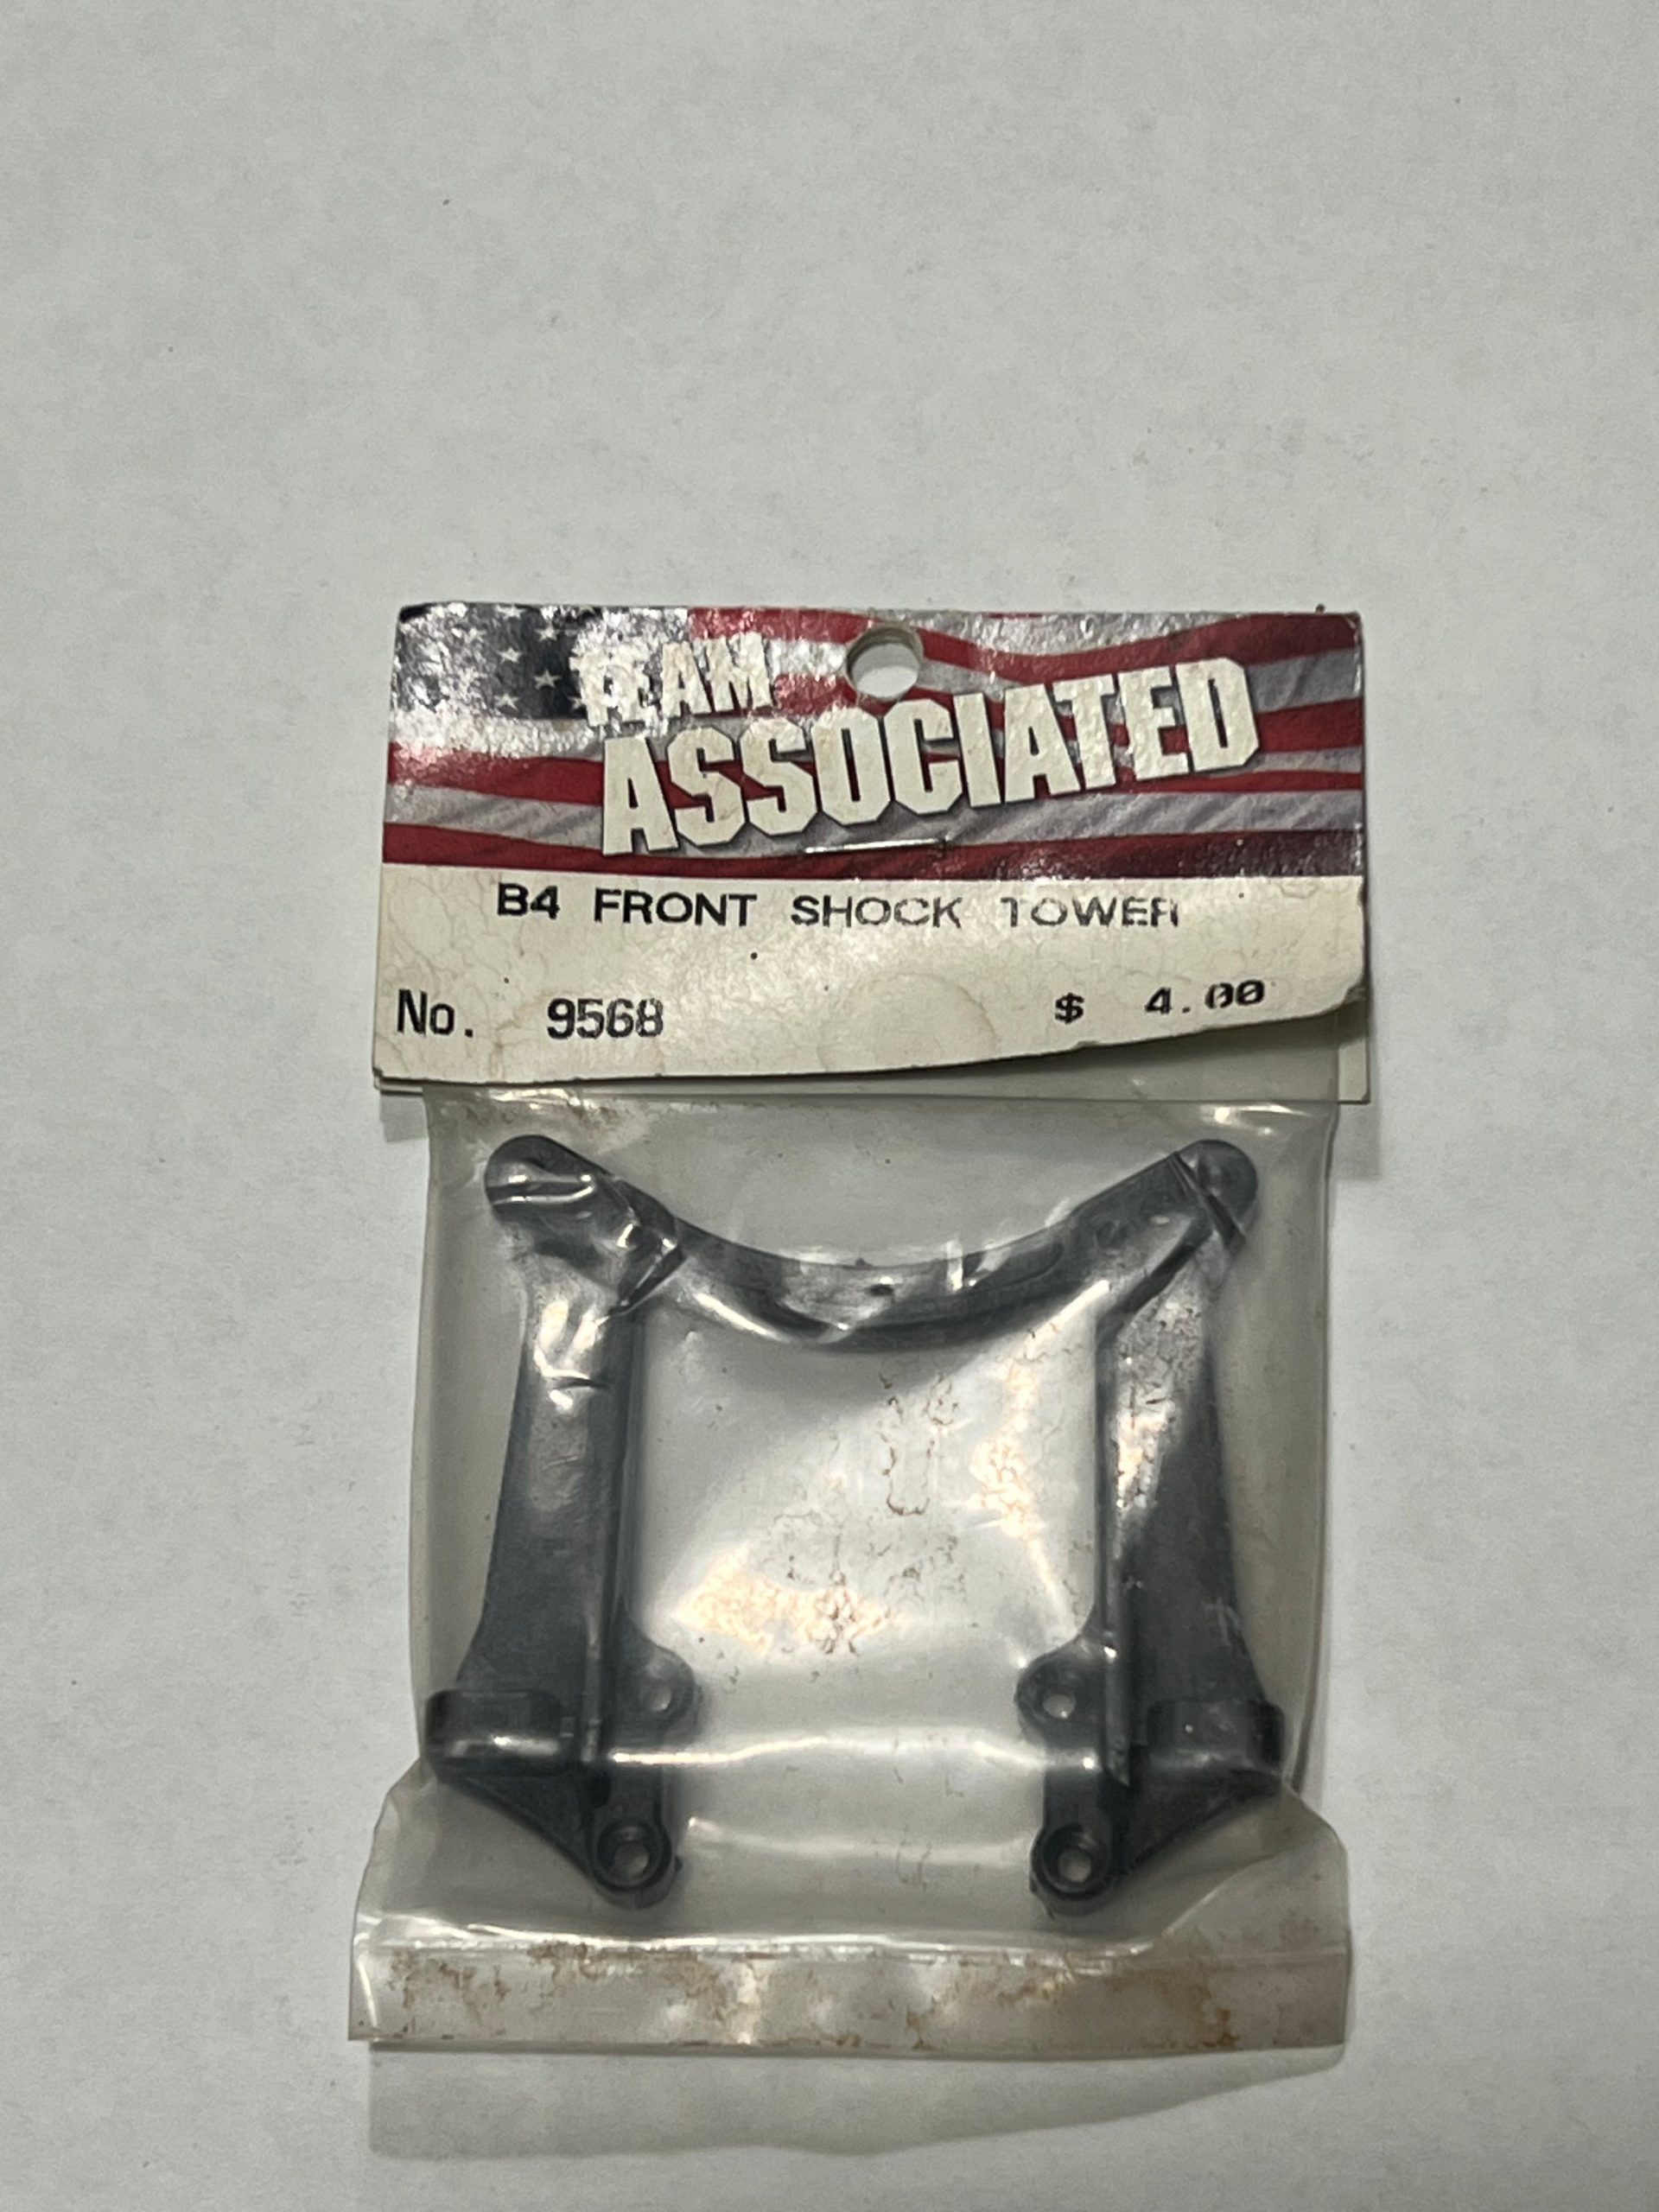 TEAM
ASSOCIATED
B4 FRONT SHOCK TOWER
No. 9568 $ 4.00